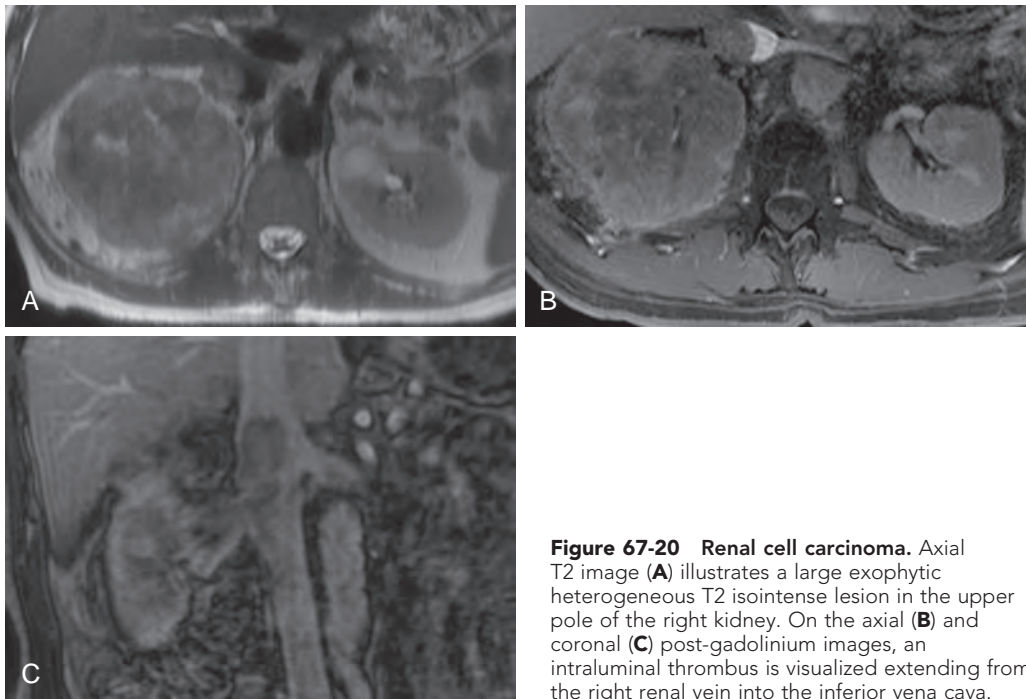 A
B
C
Figure 67-20 Renal cell carcinoma. Axial
T2 image (A) illustrates a large exophytic
heterogeneous T2 isointense lesion in the upper
pole of the right kidney. On the axial (B) and
coronal (C) post-gadolinium images, an
intraluminal thrombus is visualized extending from
the right renal vein into the inferior vena cava.